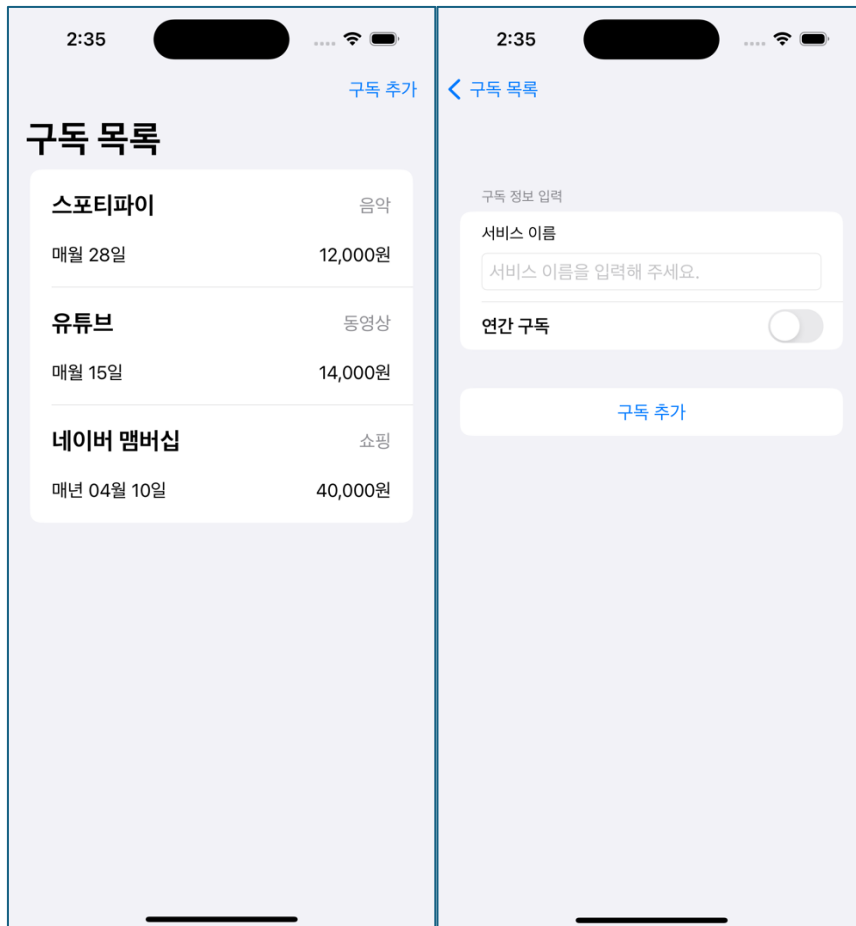 2:35
구독 추가
구독 목록
스포티파이 음악
매월 28일 12,000원
유튜브 동영상
매월 15일 14,000원
네이버 맴버십 쇼핑
매년 04월 10일 40,000원
2:35
구독 목록
구독 정보 입력
서비스 이름
서비스 이름을 입력해 주세요.
연간 구독
구독 추가